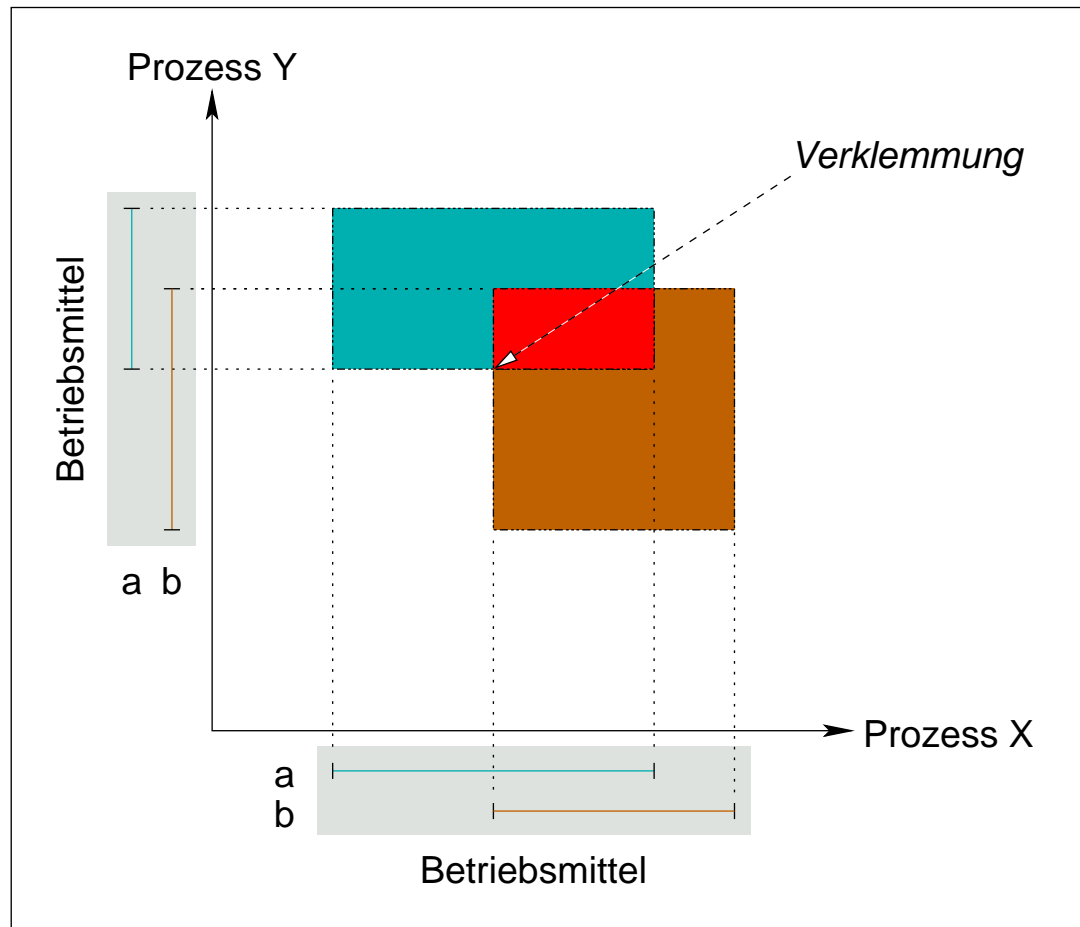 Prozess Y
Verklemmung
Betriebsmittel
a b
Prozess X
a
b
Betriebsmittel